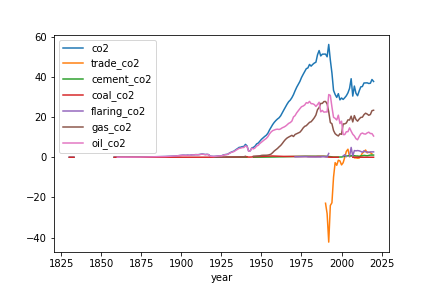 60
40
20
0
−20
−40
co2
trade_co2
cement_co2
coal_co2
flaring_co2
gas_co2
oil_co2
1825 1850 1875 1900 1925 1950 1975 2000 2025
year